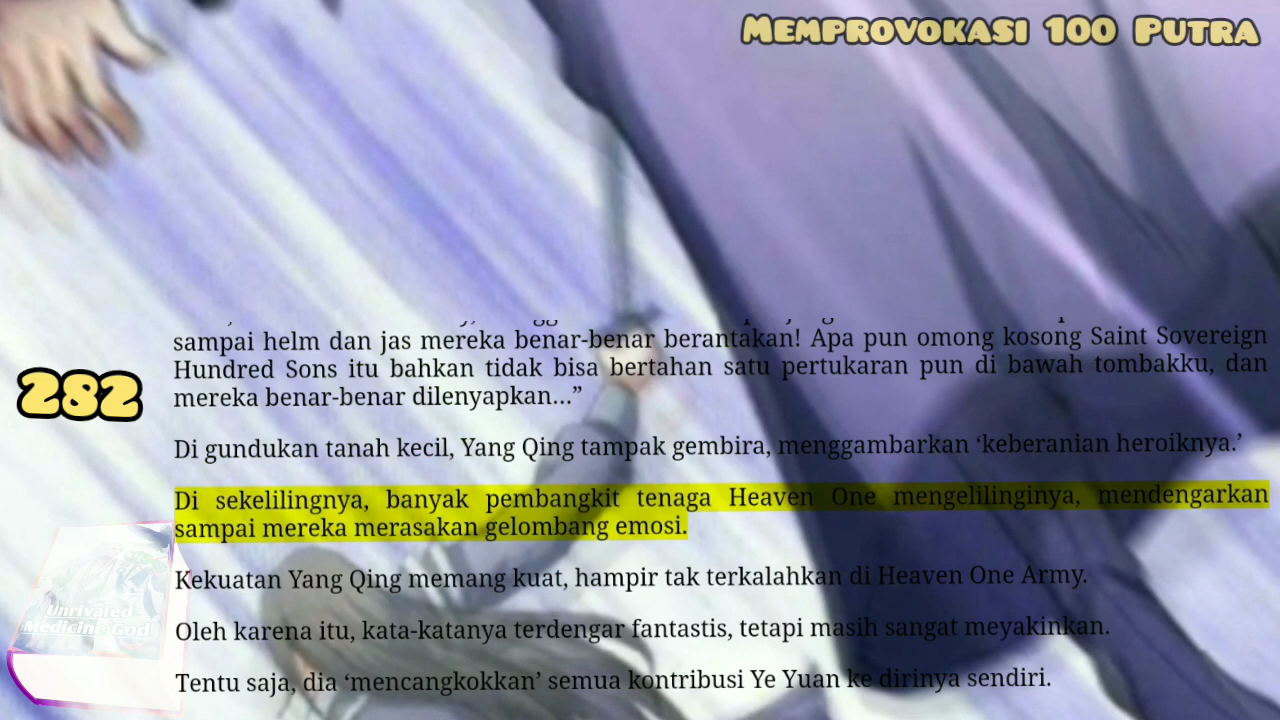 Memprovokasi 100 Putra
sampai helm dan jas mereka benar-benar berantakan! Apa pun omong kosong Saint Sovereign
Hundred Sons itu bahkan tidak bisa bertahan satu pertukaran pun di bawah tombakku, dan
mereka benar-benar dilenyapkan...”
282
Di gundukan tanah kecil, Yang Qing tampak gembira, menggambarkan ‘keberanian heroiknya.’
Di sekelilingnya, banyak pembangkit tenaga Heaven One mengelilinginya, mendengarkan
sampai mereka merasakan gelombang emosi.
Kekuatan Yang Qing memang kuat, hampir tak terkalahkan di Heaven One Army.
Oleh karena itu, kata-katanya terdengar fantastis, tetapi masih sangat meyakinkan.
Tentu saja, dia ‘mencangkokkan’ semua kontribusi Ye Yuan ke dirinya sendiri.
Unrivaled
Medicine God